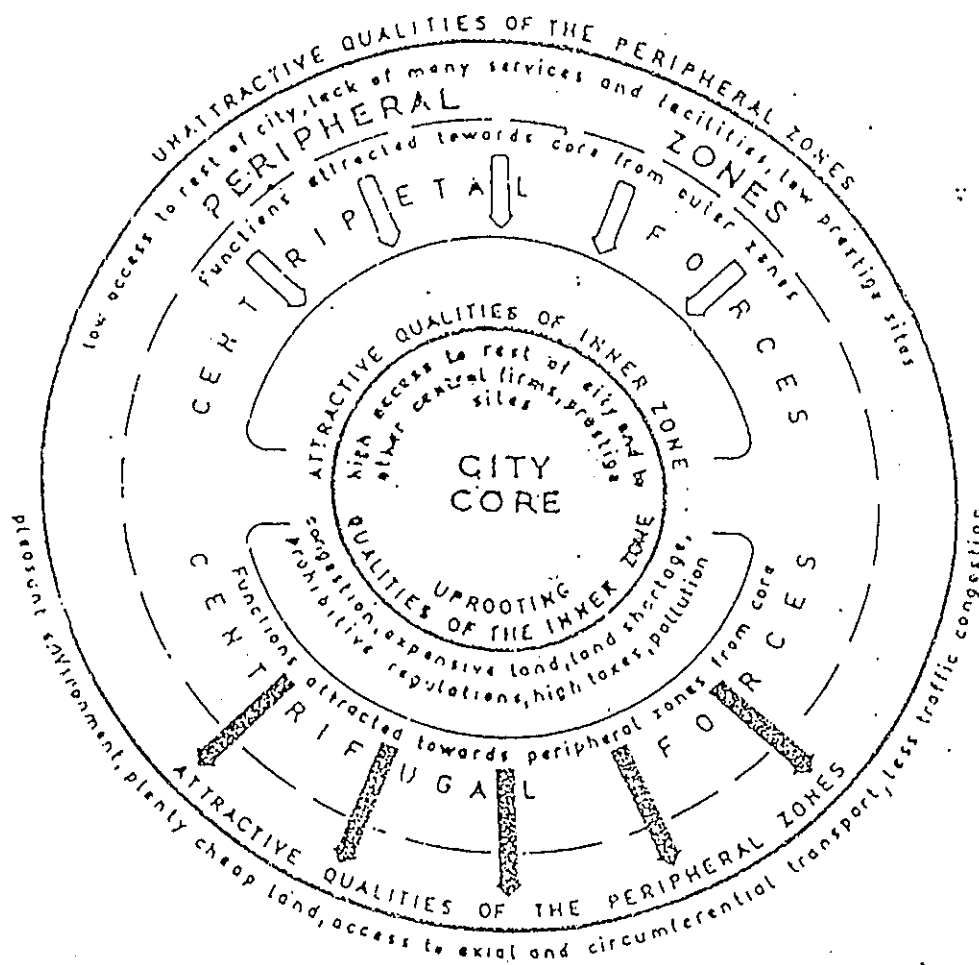 UNATTRACTIVE QUALITIES OF THE PERIPHERAL ZONES
low access to rest of city, lack of many services and facilities, low prestige sites
PERIPHERAL ZONES
Functions attracted towards core from outer zones
CENTRIPETAL FORCES
ATTRACTIVE QUALITIES OF INNER ZONE
high access to rest of city and to
other central firms, prestige
sites
CITY
CORE
UPROOTING
QUALITIES OF THE INNER ZONE
congestion, expensive land, land shortage,
prohibitive regulations, high taxes, pollution
Functions attracted towards peripheral zones from core
CENTRIFUGAL FORCES
ATTRACTIVE QUALITIES OF THE PERIPHERAL ZONES
pleasant environment, plenty cheap land, access to axial and circumferential transport, less traffic congestion